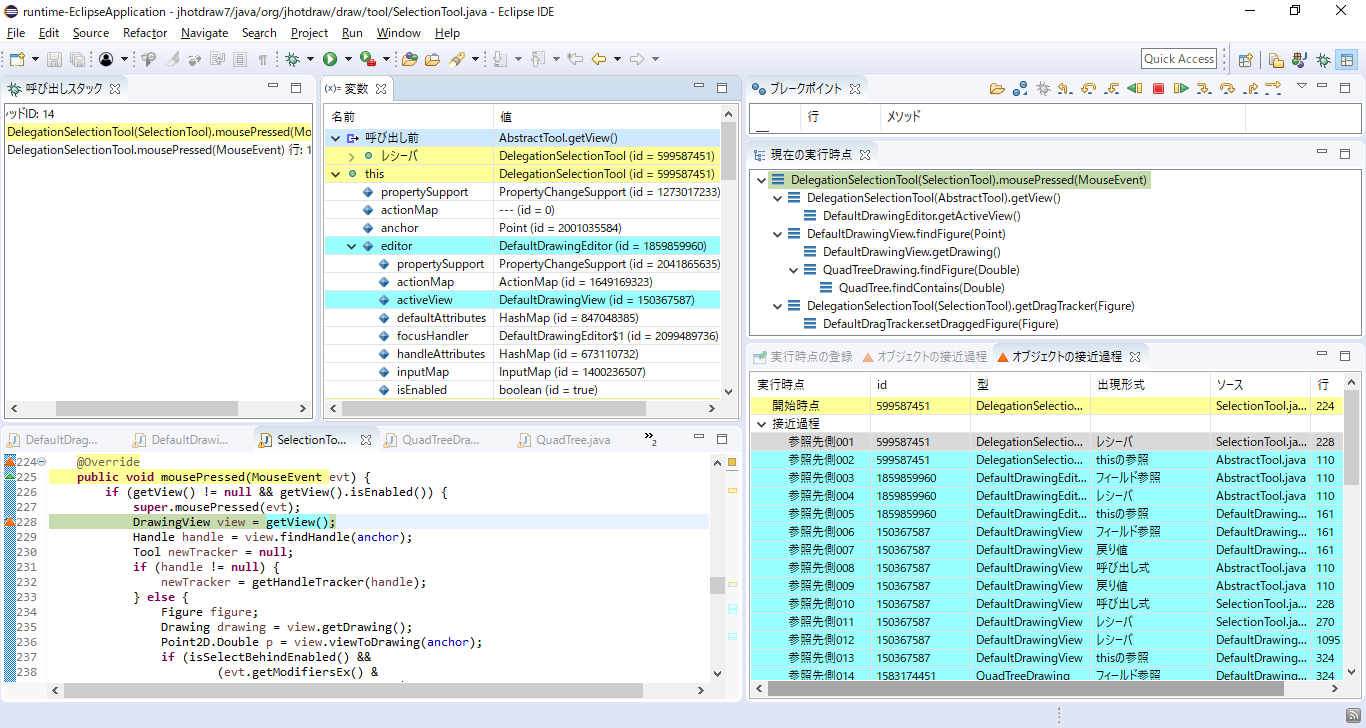 runtime-EclipseApplication - jhotdraw7/java/org/jhotdraw/draw/tool/SelectionTool.java - Eclipse IDE
File Edit Source Refactor Navigate Search Project Run Window Help
Quick Access
呼び出しスタック
ッドID: 14
DelegationSelectionTool(SelectionTool).mousePressed(Mo
DelegationSelectionTool.mousePressed(MouseEvent) 行: 1
(x)= 変数
名前 値
呼び出し前 AbstractTool.getView()
レシーバ DelegationSelectionTool (id = 599587451)
this DelegationSelectionTool (id = 599587451)
propertySupport PropertyChangeSupport (id = 1273017233)
actionMap --- (id = 0)
anchor Point (id = 2001035584)
editor DefaultDrawingEditor (id = 1859859960)
propertySupport PropertyChangeSupport (id = 2041865635)
actionMap ActionMap (id = 1649169323)
activeView DefaultDrawingView (id = 150367587)
defaultAttributes HashMap (id = 847048385)
focusHandler DefaultDrawingEditor$1 (id = 2099489736)
handleAttributes HashMap (id = 673110732)
inputMap InputMap (id = 1400236507)
isEnabled boolean (id = true)
ブレークポイント
行 メソッド
現在の実行時点
DelegationSelectionTool(SelectionTool).mousePressed(MouseEvent)
DelegationSelectionTool(AbstractTool).getView()
DefaultDrawingEditor.getActiveView()
DefaultDrawingView.findFigure(Point)
DefaultDrawingView.getDrawing()
QuadTreeDrawing.findFigure(Double)
QuadTree.findContains(Double)
DelegationSelectionTool(SelectionTool).getDragTracker(Figure)
DefaultDragTracker.setDraggedFigure(Figure)
DefaultDrag... DefaultDrawi... SelectionTo... QuadTreeDra... QuadTree.java »2
224 @Override
225 public void mousePressed(MouseEvent evt) {
226 if (getView() != null && getView().isEnabled()) {
227 super.mousePressed(evt);
228 DrawingView view = getView();
229 Handle handle = view.findHandle(anchor);
230 Tool newTracker = null;
231 if (handle != null) {
232 newTracker = getHandleTracker(handle);
233 } else {
234 Figure figure;
235 Drawing drawing = view.getDrawing();
236 Point2D.Double p = view.viewToDrawing(anchor);
237 if (isSelectBehindEnabled() &&
238 (evt.getModifiersEx() &
実行時点の登録 オブジェクトの接近過程 オブジェクトの接近過程
実行時点 id 型 出現形式 ソース 行
開始時点 599587451 DelegationSelectio... SelectionTool.ja... 224
接近過程
参照先側001 599587451 DelegationSelectio... レシーバ SelectionTool.ja... 228
参照先側002 599587451 DelegationSelectio... thisの参照 AbstractTool.java 110
参照先側003 1859859960 DefaultDrawingEdit... フィールド参照 AbstractTool.java 110
参照先側004 1859859960 DefaultDrawingEdit... レシーバ AbstractTool.java 110
参照先側005 1859859960 DefaultDrawingEdit... thisの参照 DefaultDrawing... 161
参照先側006 150367587 DefaultDrawingView フィールド参照 DefaultDrawing... 161
参照先側007 150367587 DefaultDrawingView 戻り値 DefaultDrawing... 161
参照先側008 150367587 DefaultDrawingView 呼び出し式 AbstractTool.java 110
参照先側009 150367587 DefaultDrawingView 戻り値 AbstractTool.java 110
参照先側010 150367587 DefaultDrawingView 呼び出し式 SelectionTool.ja... 228
参照先側011 150367587 DefaultDrawingView レシーバ SelectionTool.ja... 270
参照先側012 150367587 DefaultDrawingView レシーバ DefaultDrawing... 1095
参照先側013 150367587 DefaultDrawingView thisの参照 DefaultDrawing... 324
参照先側014 1583174451 QuadTreeDrawing フィールド参照 DefaultDrawing... 324